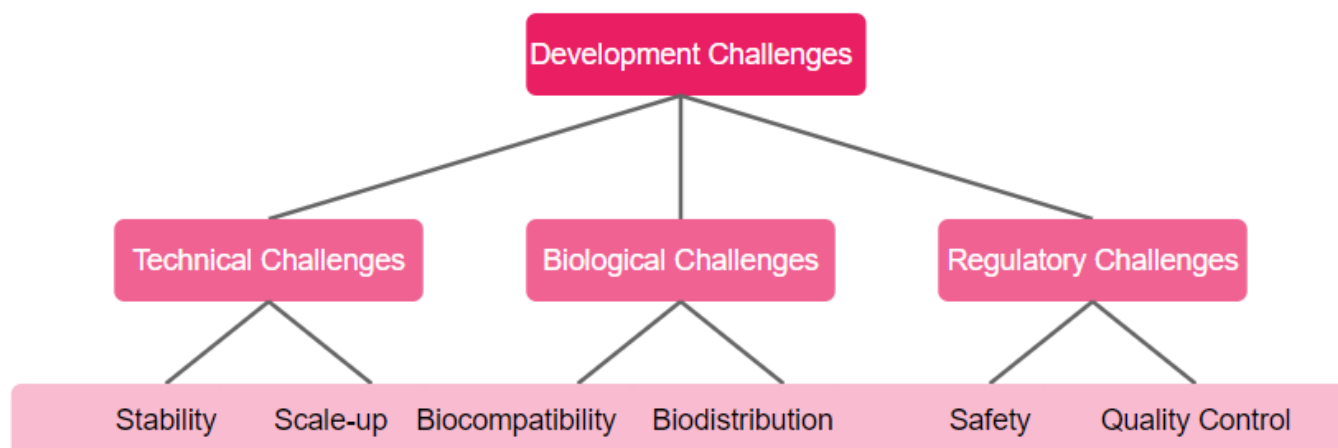 Development Challenges
Technical Challenges
Biological Challenges
Regulatory Challenges
Stability
Scale-up
Biocompatibility
Biodistribution
Safety
Quality Control